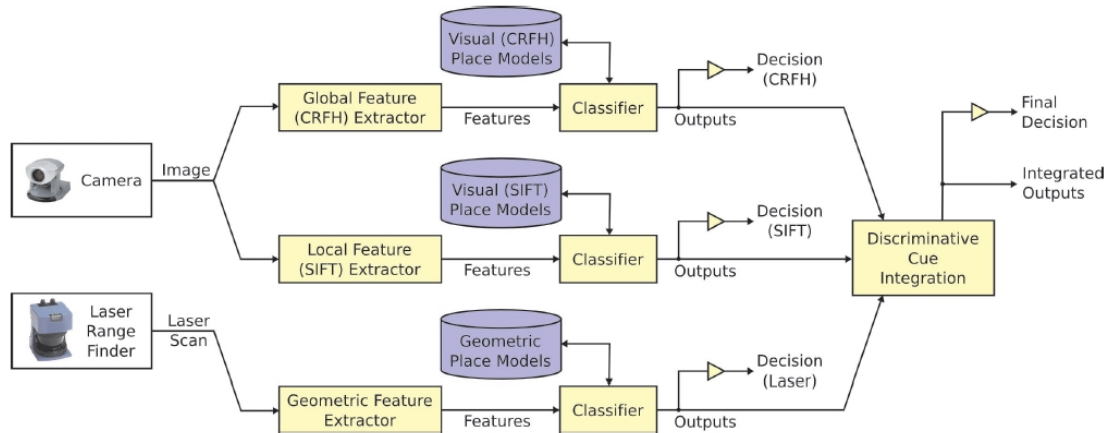 Visual (CRFH)
Place Models
Decision
(CRFH)
Global Feature
(CRFH) Extractor
Features
Classifier
Outputs
Final
Decision
Camera
Image
Integrated
Outputs
Visual (SIFT)
Place Models
Decision
(SIFT)
Local Feature
(SIFT) Extractor
Features
Classifier
Outputs
Discriminative
Cue
Integration
Laser
Range
Finder
Laser
Scan
Geometric
Place Models
Decision
(Laser)
Geometric Feature
Extractor
Features
Classifier
Outputs